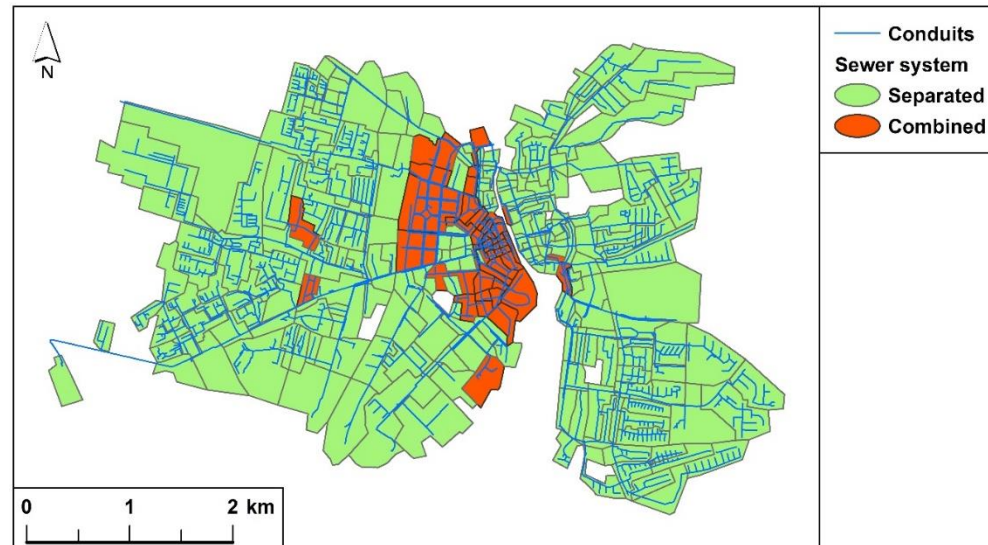 N
Conduits
Sewer system
Separated
Combined
0 1 2 km